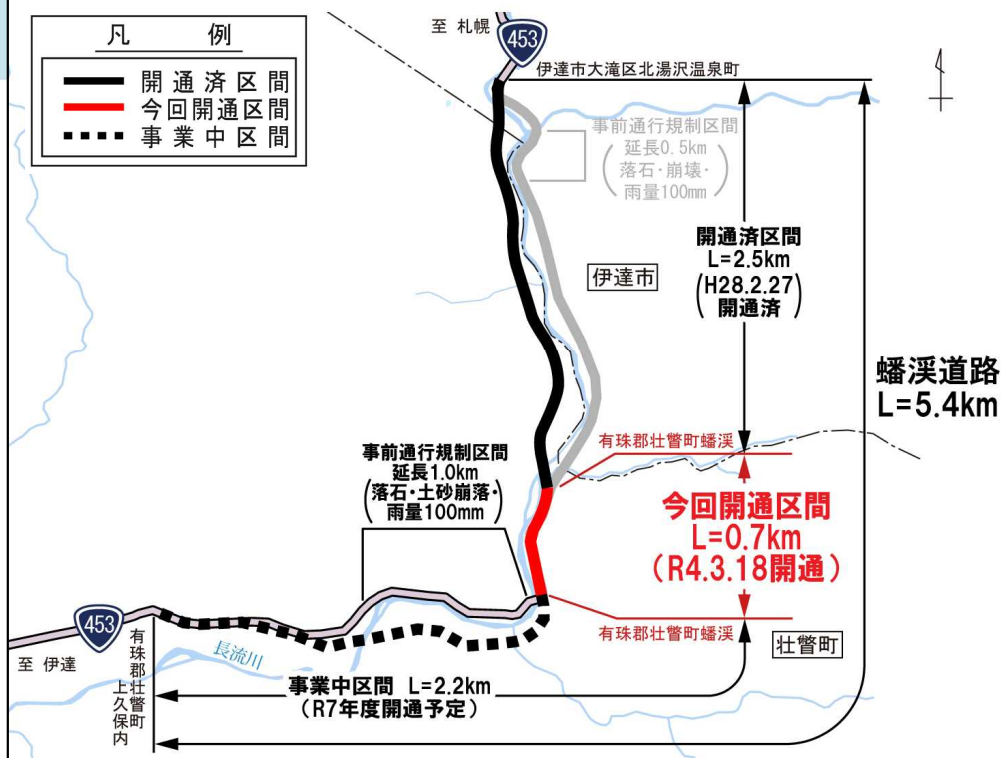 凡 例
開通済区間
今回開通区間
事業中区間
至 札幌
453
伊達市大滝区北湯沢温泉町
事前通行規制区間
延長0.5km
(落石・崩壊・
雨量100mm)
開通済区間
L=2.5km
(H28.2.27)
開通済
伊達市
蟠渓道路
L=5.4km
有珠郡壮瞥町蟠渓
事前通行規制区間
延長1.0km
(落石・土砂崩落・
雨量100mm)
今回開通区間
L=0.7km
(R4.3.18開通)
有珠郡壮瞥町蟠渓
壮瞥町
453
至 伊達
有珠郡壮瞥町
上久保内
長流川
事業中区間 L=2.2km
(R7年度開通予定)